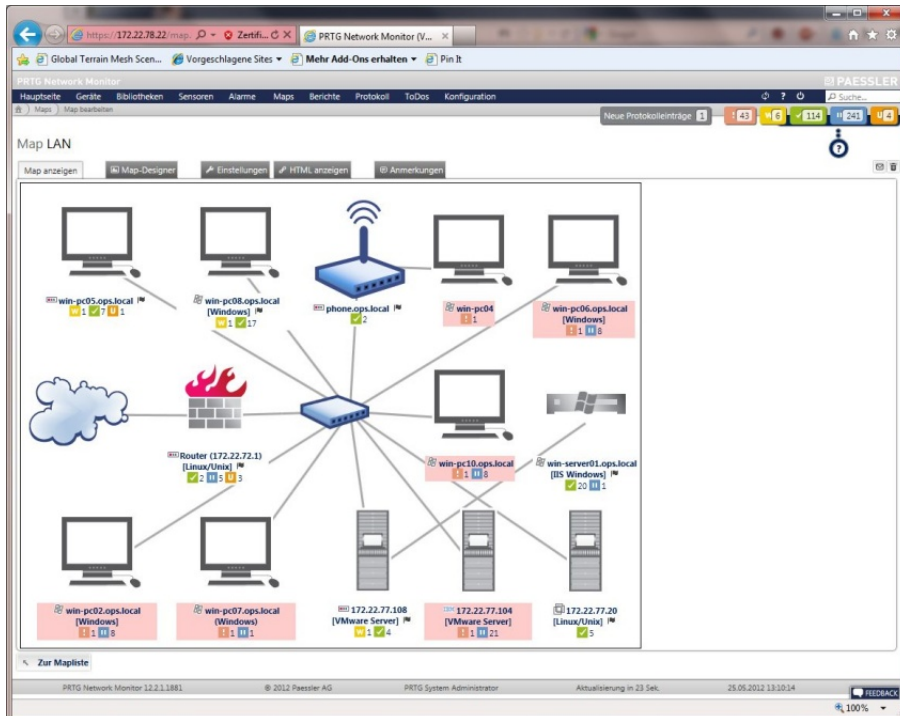 https://172.22.78.22/map.
Zertifi...
PRTG Network Monitor (V...
Global Terrain Mesh Scen...
Vorgeschlagene Sites
Mehr Add-Ons erhalten
Pin It
PRTG Network Monitor
PAESSLER
Hauptseite Geräte Bibliotheken Sensoren Alarme Maps Berichte Protokoll ToDos Konfiguration
? Suche...
Maps Map bearbeiten
Neue Protokolleinträge 1
! 43 W 6 114 241 U 4
?
Map LAN
Map anzeigen Map-Designer Einstellungen HTML anzeigen Anmerkungen
win-pc05.ops.local
W 1 7 U 1
win-pc08.ops.local
[Windows]
W 1 17
phone.ops.local
2
win-pc04
! 1
win-pc06.ops.local
[Windows]
! 1 8
Router (172.22.72.1)
[Linux/Unix]
2 5 U 3
win-pc10.ops.local
! 1 8
win-server01.ops.local
[IIS Windows]
20 1
win-pc02.ops.local
[Windows]
! 1 8
win-pc07.ops.local
(Windows)
! 1 1
172.22.77.108
[VMware Server]
W 1 4
172.22.77.104
[VMware Server]
! 1 21
172.22.77.20
[Linux/Unix]
5
Zur Mapliste
PRTG Network Monitor 12.2.1.1881 © 2012 Paessler AG PRTG System Administrator Aktualisierung in 23 Sek. 25.05.2012 13:10:14
FEEDBACK
100%